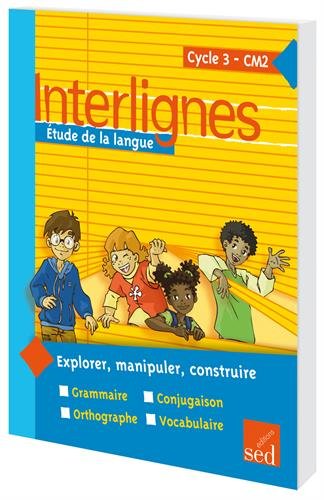 Cycle 3 - CM2
Interlignes
Étude de la langue
Explorer, manipuler, construire
Grammaire
Conjugaison
Orthographe
Vocabulaire
éditions
sed